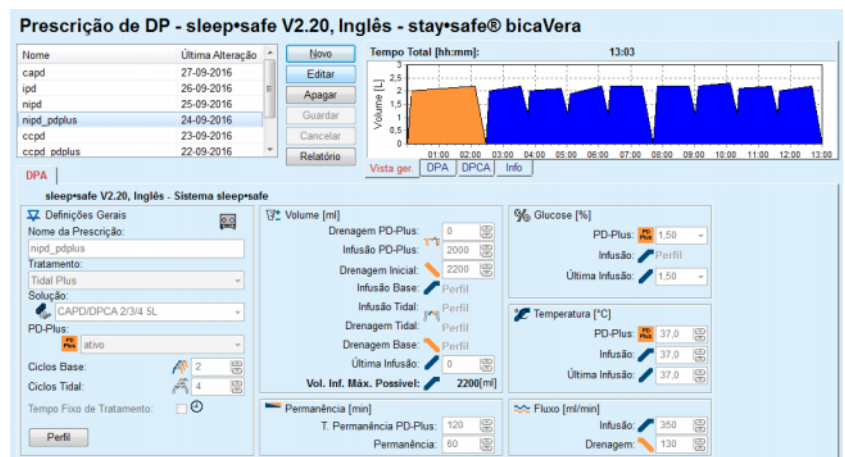 Prescrição de DP - sleep•safe V2.20, Inglês - stay•safe® bicaVera
Nome Última Alteração
capd 27-09-2016
ipd 26-09-2016
nipd 25-09-2016
nipd_pdplus 24-09-2016
ccpd 23-09-2016
ccpd_pdplus 22-09-2016
Novo
Editar
Apagar
Guardar
Cancelar
Relatório
Tempo Total [hh:mm]: 13:03
Volume [L]
3
2,5
2
1,5
1
0,5
0
01:00 02:00 03:00 04:00 05:00 06:00 07:00 08:00 09:00 10:00 11:00 12:00 13:00
Vista ger. DPA DPCA Info
DPA
sleep•safe V2.20, Inglês - Sistema sleep•safe
Definições Gerais
Nome da Prescrição:
nipd_pdplus
Tratamento:
Tidal Plus
Solução:
CAPD/DPCA 2/3/4 5L
PD-Plus:
PD Plus ativo
Ciclos Base: 2
Ciclos Tidal: 4
Tempo Fixo de Tratamento:
Perfil
Volume [ml]
Drenagem PD-Plus: 0
Infusão PD-Plus: 2000
Drenagem Inicial: 2200
Infusão Base: Perfil
Infusão Tidal: Perfil
Drenagem Tidal: Perfil
Drenagem Base: Perfil
Última Infusão: 0
Vol. Inf. Máx. Possivel: 2200[ml]
Permanência [min]
T. Permanência PD-Plus: 120
Permanência: 60
% Glucose [%]
PD-Plus: PD Plus 1,50
Infusão: Perfil
Última Infusão: 1,50
Temperatura [°C]
PD-Plus: PD Plus 37,0
Infusão: 37,0
Última Infusão: 37,0
Fluxo [ml/min]
Infusão: 350
Drenagem: 130